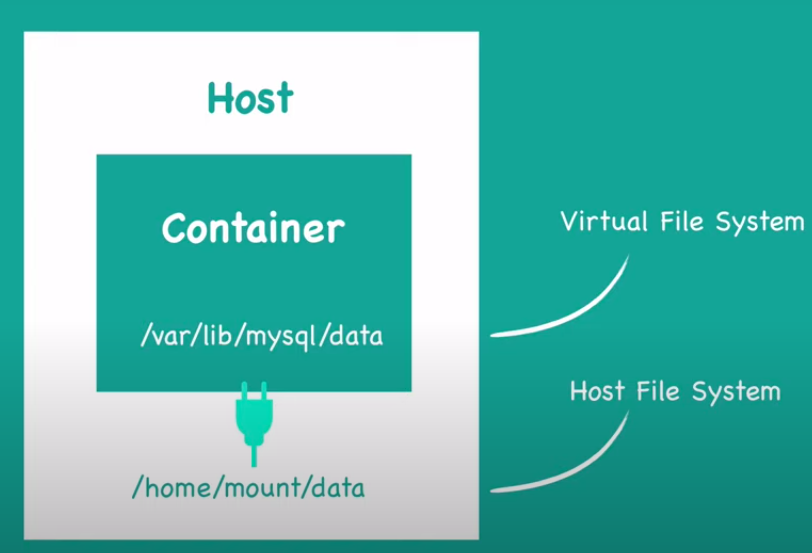 Host
Container
Virtual File System
/var/lib/mysql/data
Host File System
/home/mount/data